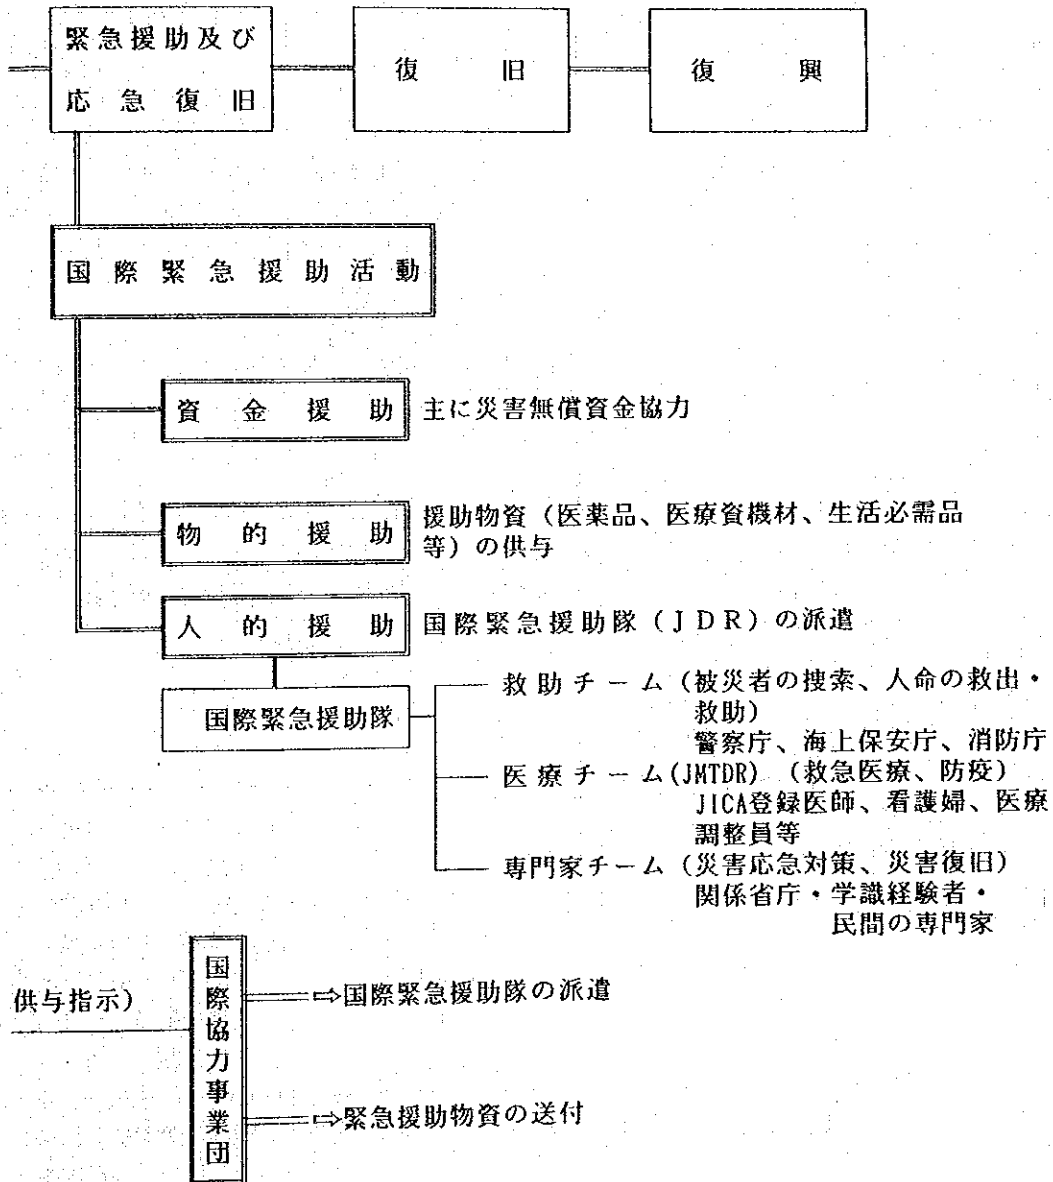 緊急援助及び
応急復旧
復旧
復興
国際緊急援助活動
資金援助 主に災害無償資金協力
物的援助 援助物資（医薬品、医療資機材、生活必需品
等）の供与
人的援助 国際緊急援助隊（ＪＤＲ）の派遣
国際緊急援助隊
救助チーム（被災者の捜索、人命の救出・
救助）
警察庁、海上保安庁、消防庁
医療チーム(JMTDR)（救急医療、防疫）
JICA登録医師、看護婦、医療
調整員等
専門家チーム（災害応急対策、災害復旧）
関係省庁・学識経験者・
民間の専門家
供与指示）
国際協力事業団
⇨国際緊急援助隊の派遣
⇨緊急援助物資の送付